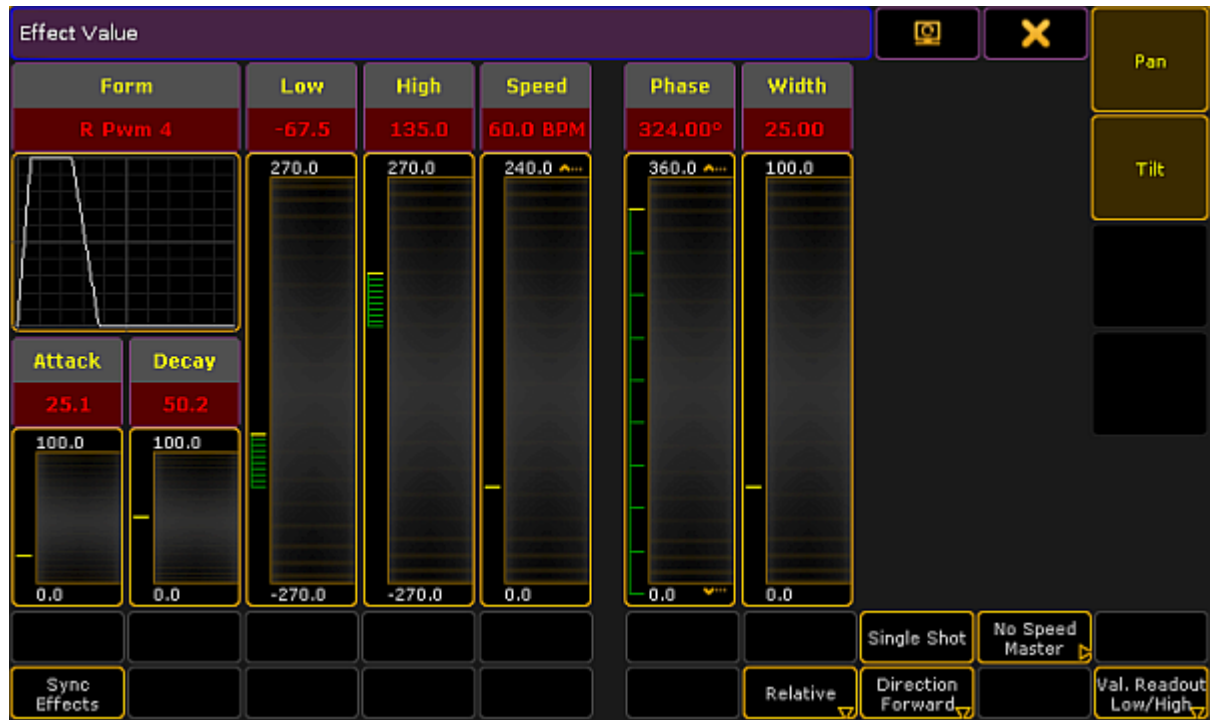 Effect Value
Pan
Form Low High Speed Phase Width
R Pwm 4 -67.5 135.0 60.0 BPM 324.00° 25.00
270.0 270.0 240.0 360.0 100.0
Tilt
Attack Decay
25.1 50.2
100.0 100.0
0.0 0.0 -270.0 -270.0 0.0 0.0 0.0
Single Shot
No Speed
Master
Sync
Effects
Relative
Direction
Forward
Val. Readout
Low/High